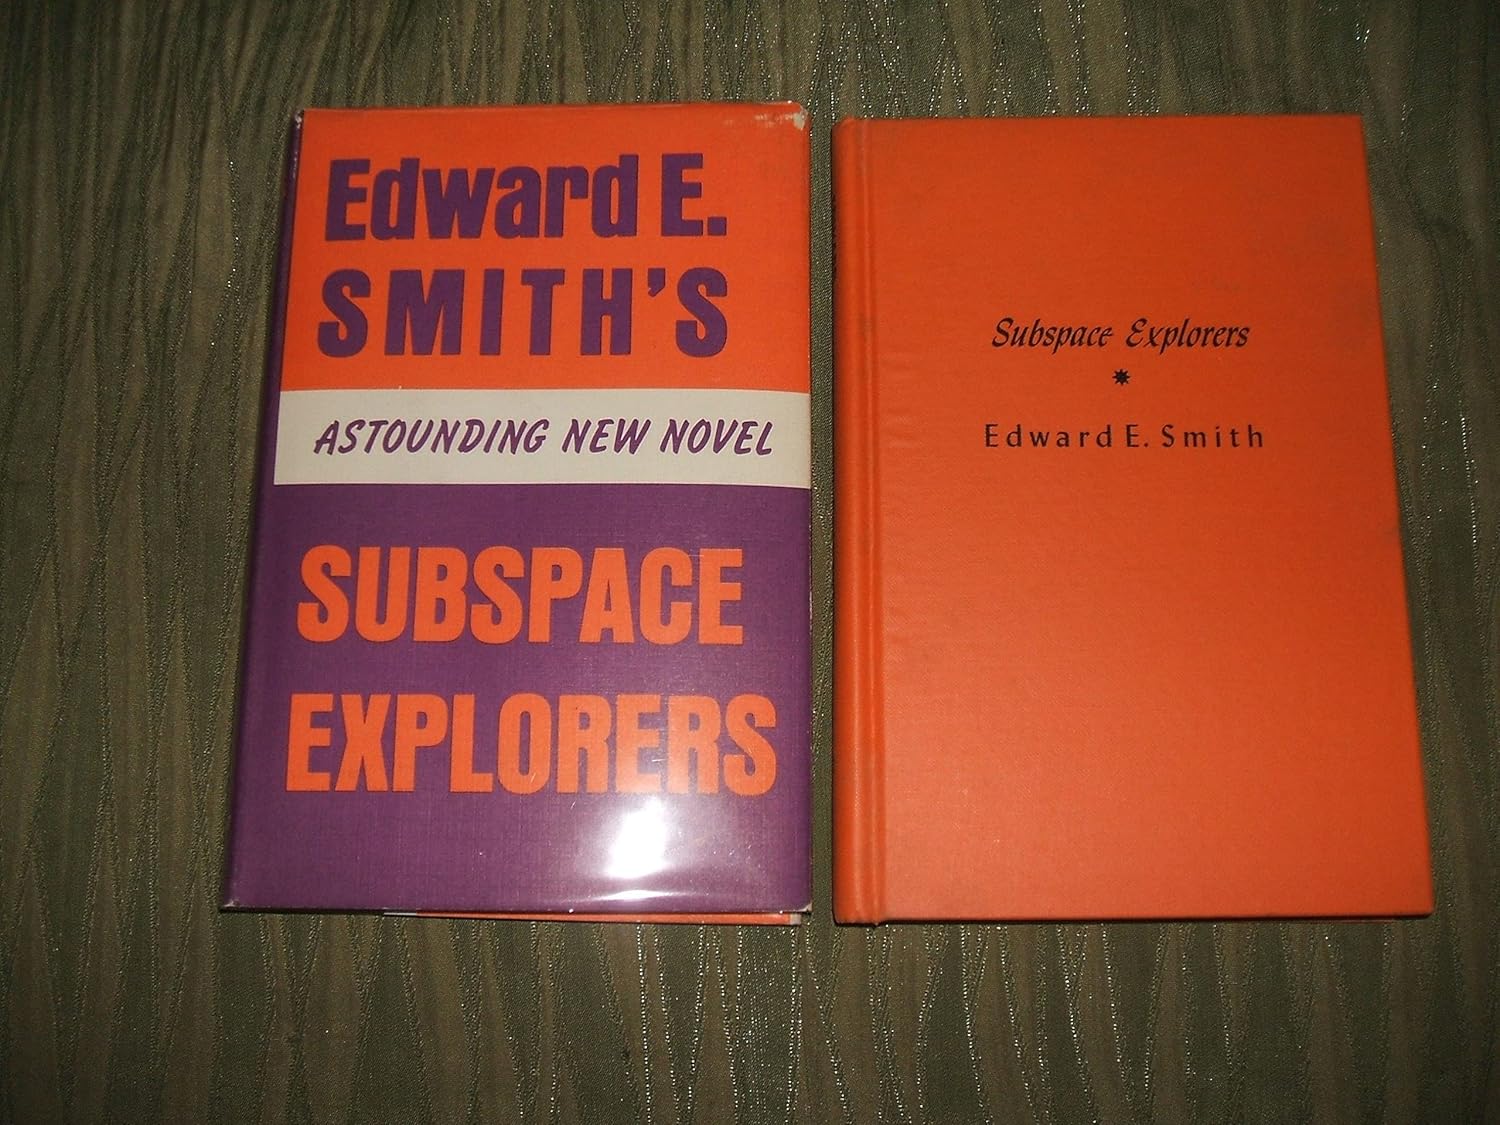 Edward E.
SMITH'S
ASTOUNDING NEW NOVEL
SUBSPACE
EXPLORERS
Subspace Explorers
Edward E. Smith